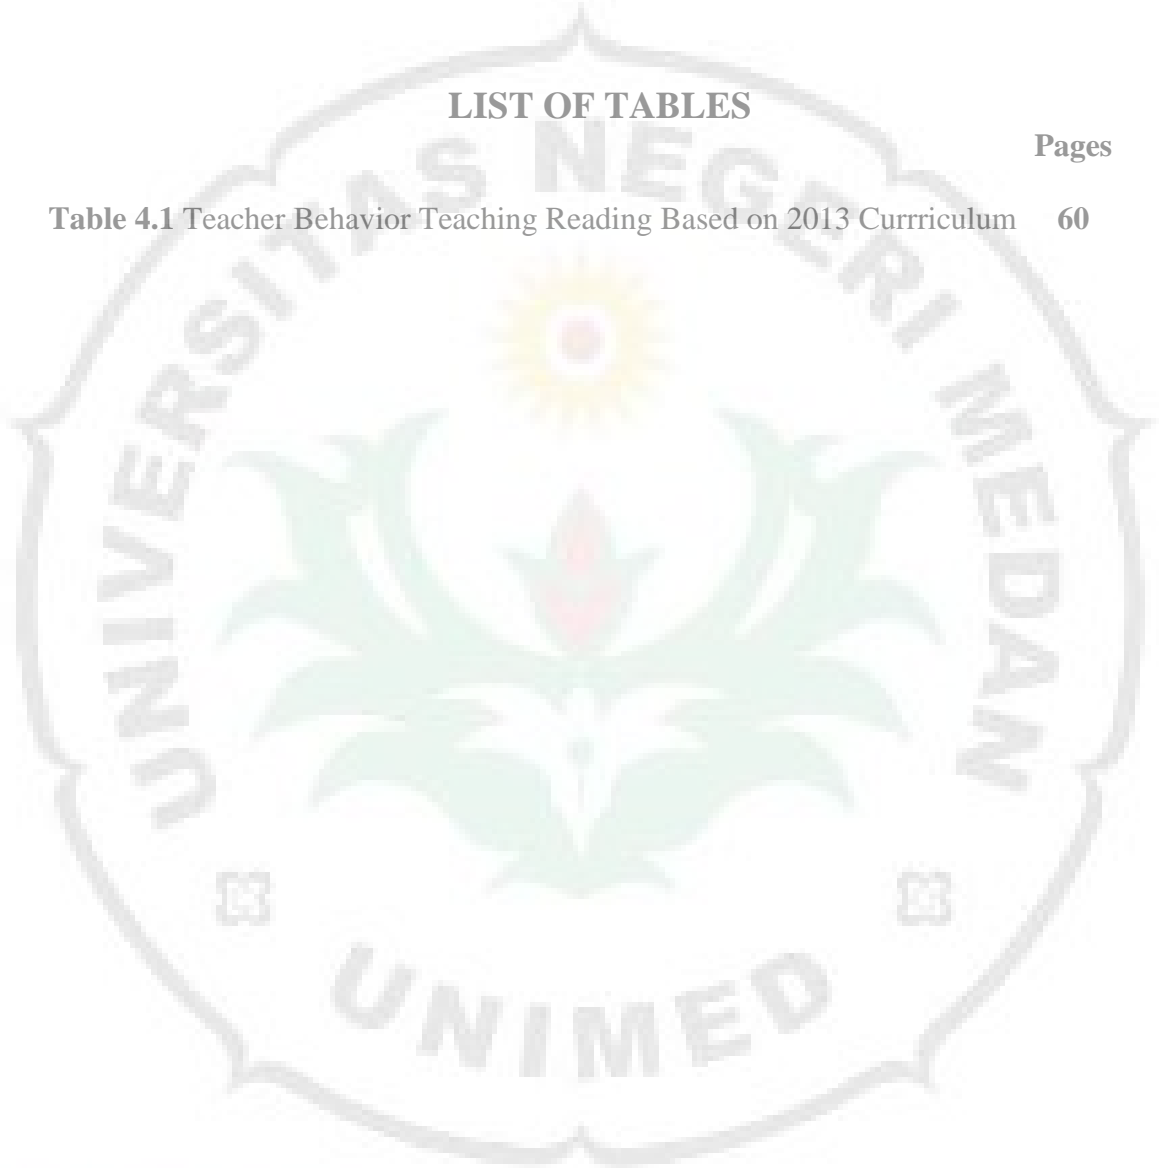 LIST OF TABLES
Pages
Table 4.1 Teacher Behavior Teaching Reading Based on 2013 Currriculum 60
UNIVERSITAS NEGERI MEDAN
UNIMED